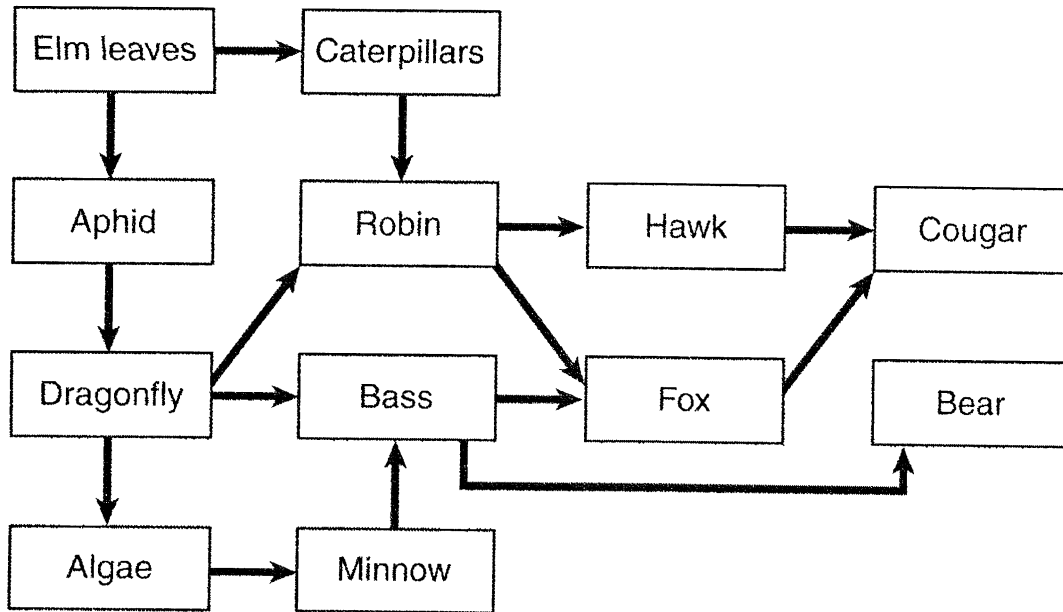 Elm leaves
Caterpillars
Aphid
Robin
Hawk
Cougar
Dragonfly
Bass
Fox
Bear
Algae
Minnow